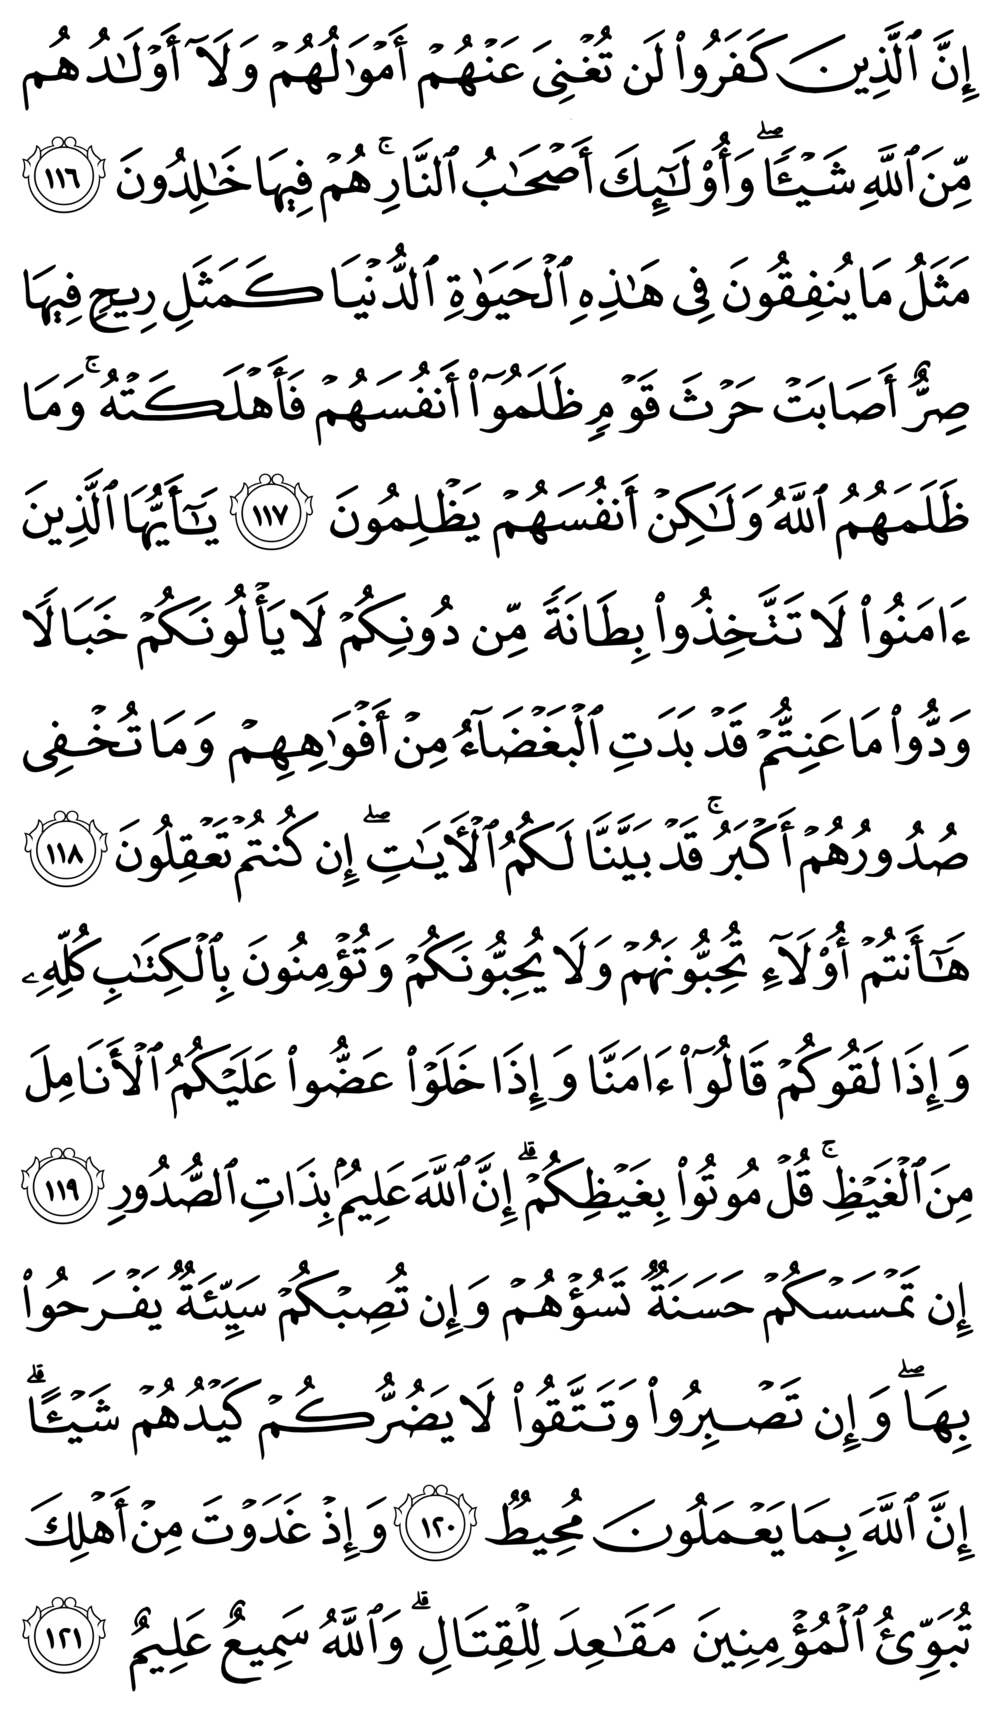 إِنَّ ٱلَّذِينَ كَفَرُوا۟ لَن تُغْنِىَ عَنْهُمْ أَمْوَٰلُهُمْ وَلَآ أَوْلَـٰدُهُم
مِّنَ ٱللَّهِ شَيْـًٔا ۖ وَأُو۟لَـٰٓئِكَ أَصْحَـٰبُ ٱلنَّارِ ۚ هُمْ فِيهَا خَـٰلِدُونَ ١١٦
مَثَلُ مَا يُنفِقُونَ فِى هَـٰذِهِ ٱلْحَيَوٰةِ ٱلدُّنْيَا كَمَثَلِ رِيحٍ فِيهَا
صِرٌّ أَصَابَتْ حَرْثَ قَوْمٍ ظَلَمُوٓا۟ أَنفُسَهُمْ فَأَهْلَكَتْهُ ۚ وَمَا
ظَلَمَهُمُ ٱللَّهُ وَلَـٰكِنْ أَنفُسَهُمْ يَظْلِمُونَ ١١٧ يَـٰٓأَيُّهَا ٱلَّذِينَ
ءَامَنُوا۟ لَا تَتَّخِذُوا۟ بِطَانَةً مِّن دُونِكُمْ لَا يَأْلُونَكُمْ خَبَالًا
وَدُّوا۟ مَا عَنِتُّمْ قَدْ بَدَتِ ٱلْبَغْضَآءُ مِنْ أَفْوَٰهِهِمْ وَمَا تُخْفِى
صُدُورُهُمْ أَكْبَرُ ۚ قَدْ بَيَّنَّا لَكُمُ ٱلْـَٔايَـٰتِ ۖ إِن كُنتُمْ تَعْقِلُونَ ١١٨
هَـٰٓأَنتُمْ أُو۟لَآءِ تُحِبُّونَهُمْ وَلَا يُحِبُّونَكُمْ وَتُؤْمِنُونَ بِٱلْكِتَـٰبِ كُلِّهِۦ
وَإِذَا لَقُوكُمْ قَالُوٓا۟ ءَامَنَّا وَإِذَا خَلَوْا۟ عَضُّوا۟ عَلَيْكُمُ ٱلْأَنَامِلَ
مِنَ ٱلْغَيْظِ ۚ قُلْ مُوتُوا۟ بِغَيْظِكُمْ ۗ إِنَّ ٱللَّهَ عَلِيمٌۢ بِذَاتِ ٱلصُّدُورِ ١١٩
إِن تَمْسَسْكُمْ حَسَنَةٌ تَسُؤْهُمْ وَإِن تُصِبْكُمْ سَيِّئَةٌ يَفْرَحُوا۟
بِهَا ۖ وَإِن تَصْبِرُوا۟ وَتَتَّقُوا۟ لَا يَضُرُّكُمْ كَيْدُهُمْ شَيْـًٔا ۗ
إِنَّ ٱللَّهَ بِمَا يَعْمَلُونَ مُحِيطٌ ١٢٠ وَإِذْ غَدَوْتَ مِنْ أَهْلِكَ
تُبَوِّئُ ٱلْمُؤْمِنِينَ مَقَـٰعِدَ لِلْقِتَالِ ۗ وَٱللَّهُ سَمِيعٌ عَلِيمٌ ١٢١